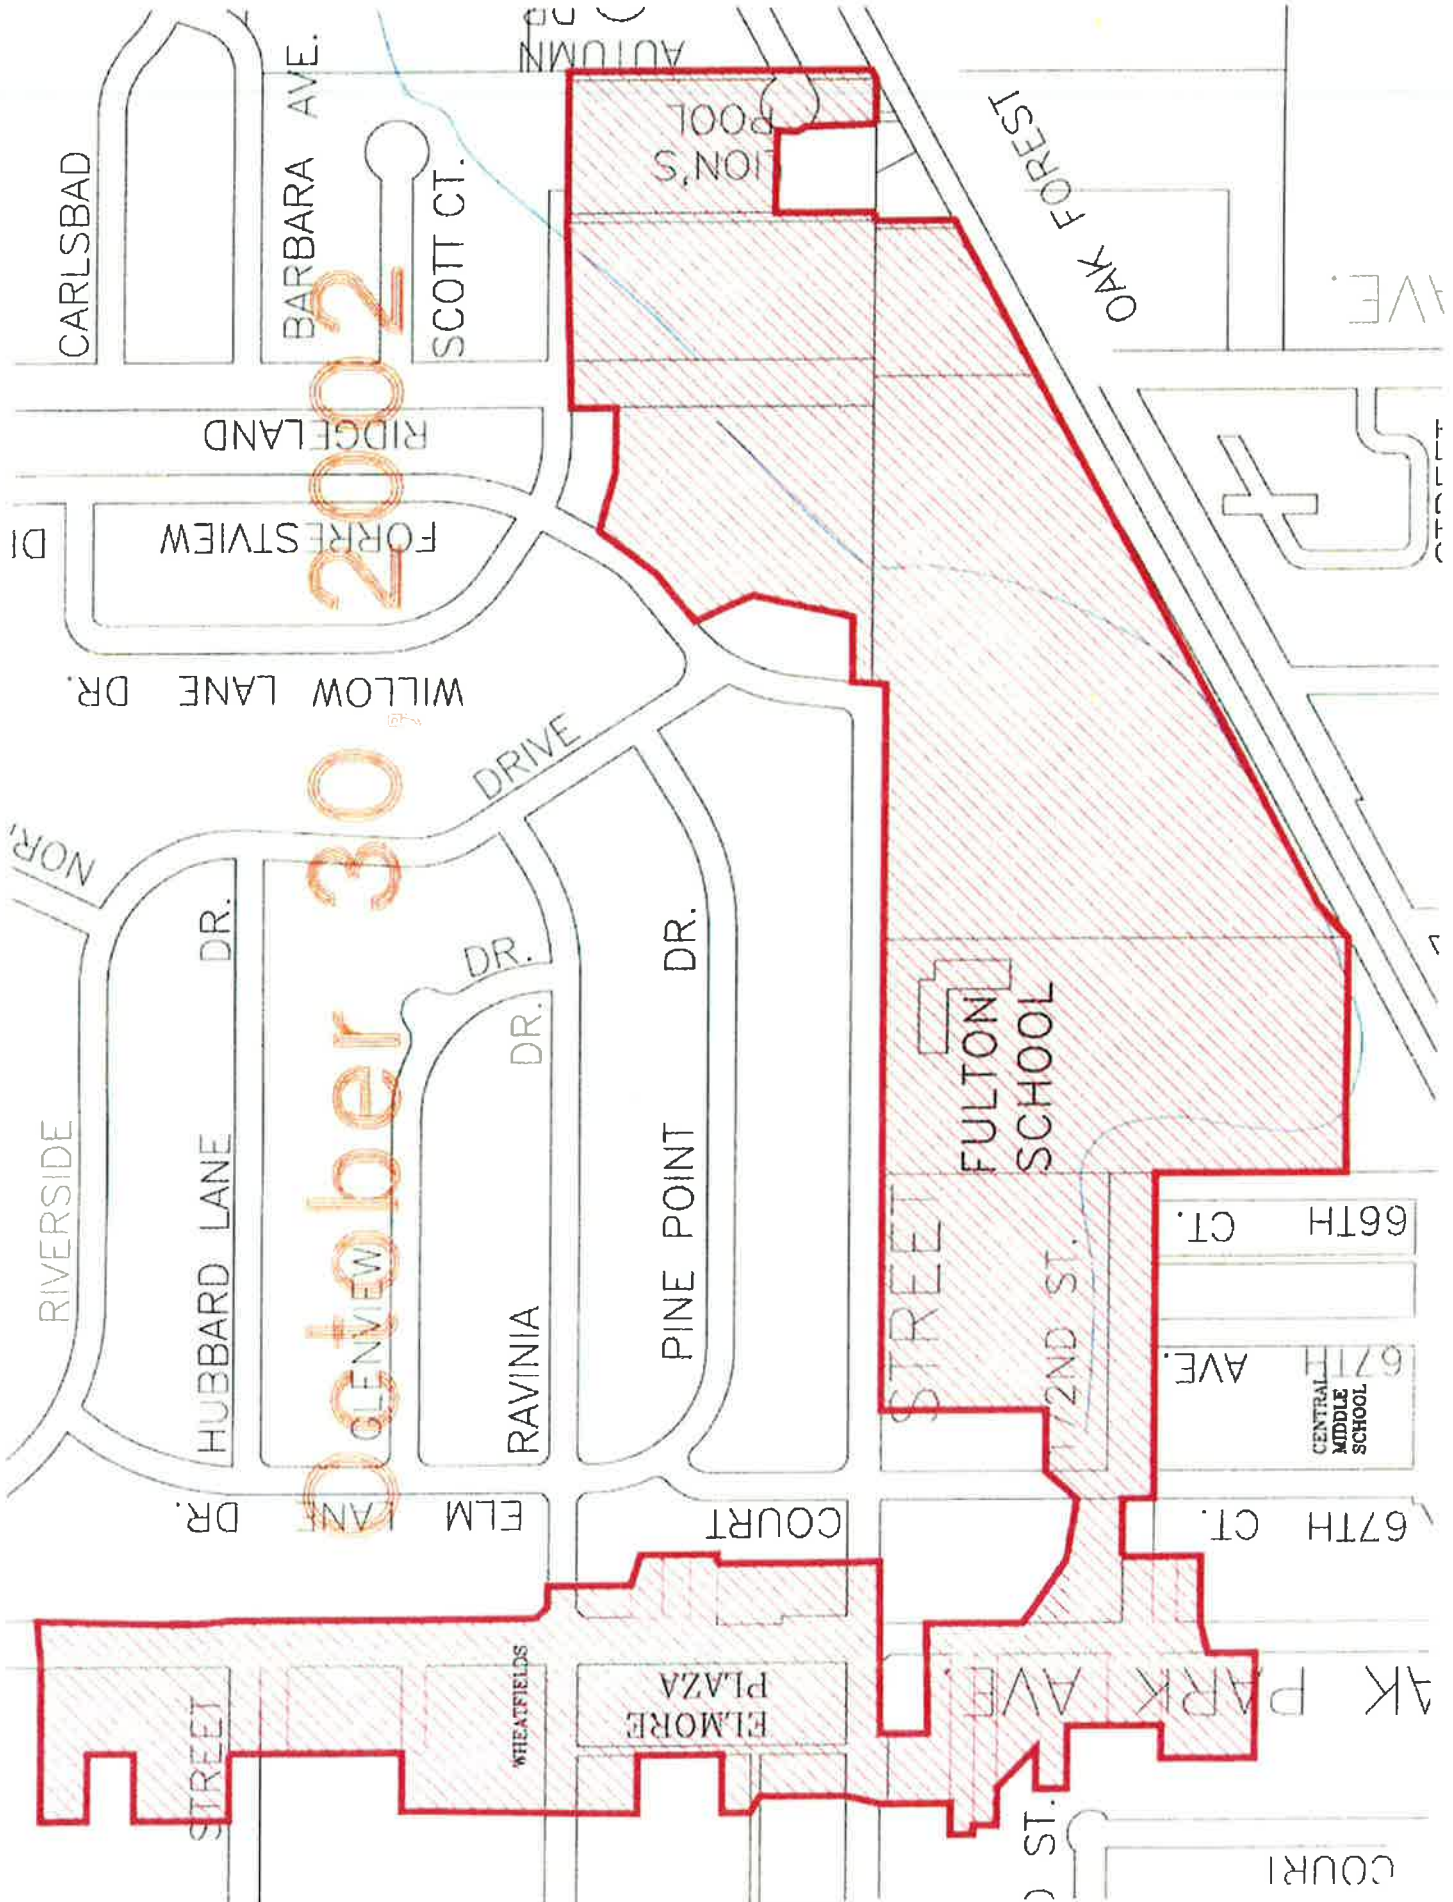 AUTUMN
DR
CARLSBAD
BARBARA AVE.
SCOTT CT.
LION'S
POOL
OAK FOREST
AVE.
RIDGELAND
FORRESTVIEW
WILLOW LANE DR.
DRIVE
HUBBARD LANE DR.
RIVERSIDE
GLENVIEW
DR.
RAVINIA DR.
PINE POINT DR.
ELM LANE DR.
COURT
FULTON
SCHOOL
STREET
172ND ST.
66TH CT.
67TH AVE.
CENTRAL
MIDDLE
SCHOOL
67TH CT.
STREET
WHEATFIELDS
ELMORE
PLAZA
PARK AVE.
ST.
COURT
October 30 2002